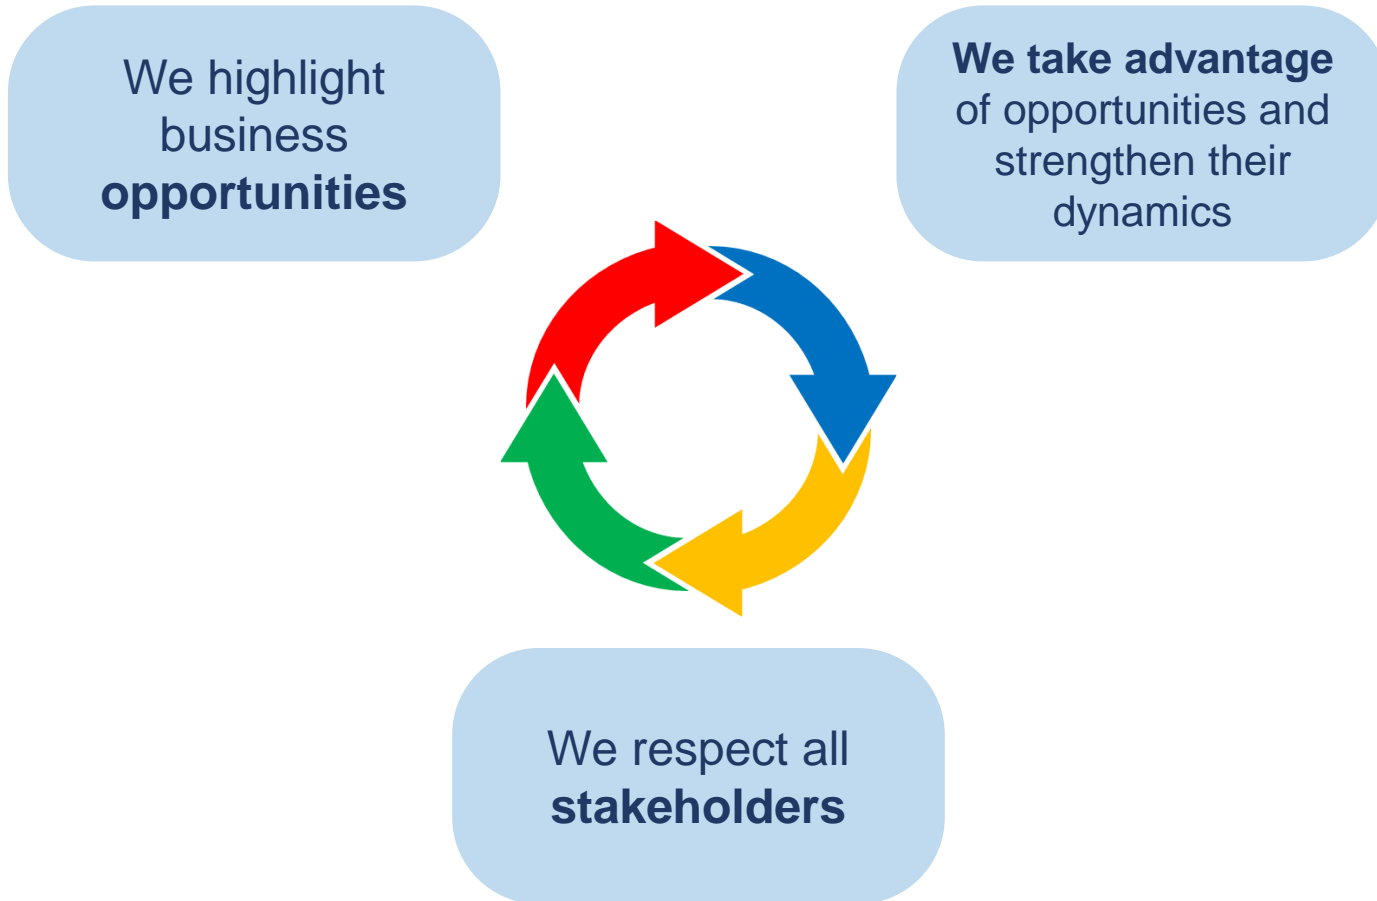 We highlight
business
opportunities
We take advantage
of opportunities and
strengthen their
dynamics
We respect all
stakeholders